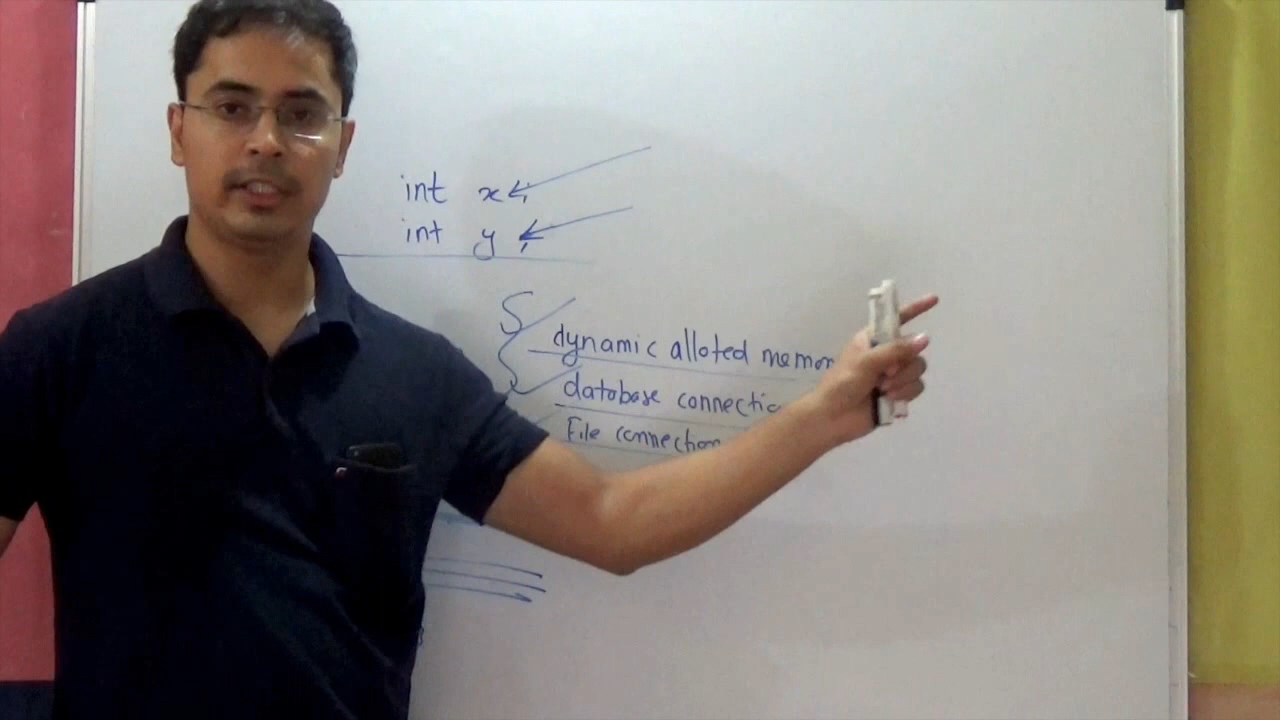 int x;
int y;
dynamic alloted memor
database connectio
File connection